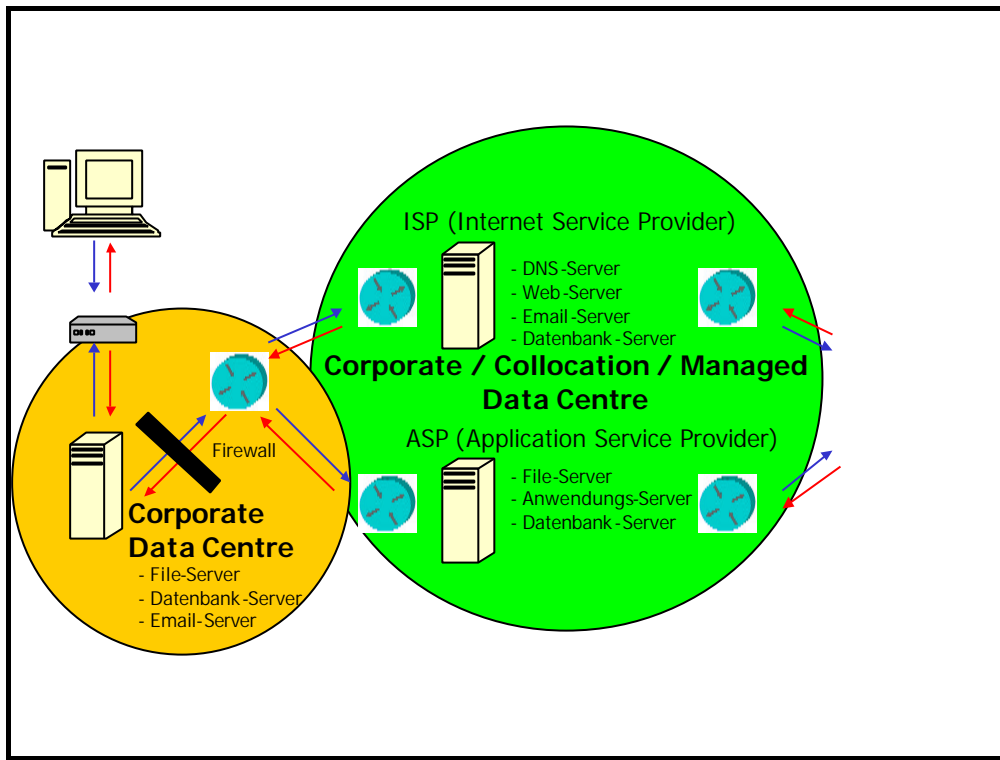 ISP (Internet Service Provider)
- DNS-Server
- Web-Server
- Email-Server
- Datenbank-Server
Corporate / Collocation / Managed
Data Centre
ASP (Application Service Provider)
- File-Server
- Anwendungs-Server
- Datenbank-Server
Firewall
Corporate
Data Centre
- File-Server
- Datenbank-Server
- Email-Server